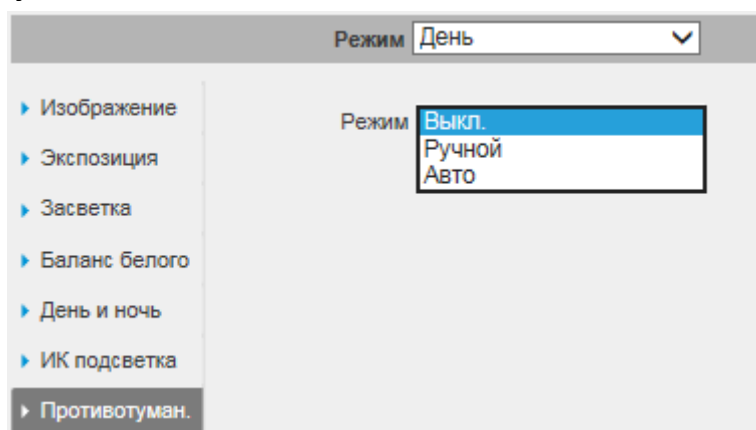 Режим День
Изображение
Режим Выкл.
Ручной
Экспозиция
Авто
Засветка
Баланс белого
День и ночь
ИК подсветка
Противотуман.